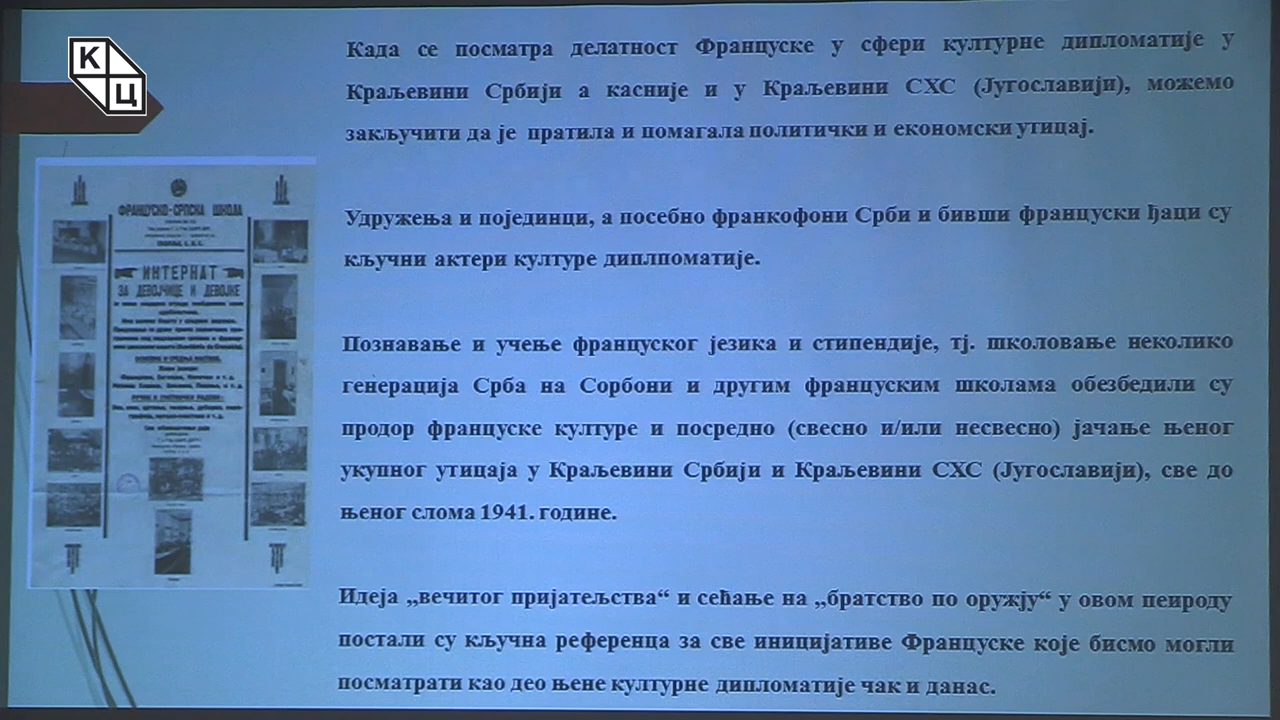 К
Ц
Када се посматра делатност Француске у сфери културне дипломатије у
Краљевини Србији а касније и у Краљевини СХС (Југославији), можемо
закључити да је пратила и помагала политички и економски утицај.
Удружења и појединци, а посебно франкофони Срби и бивши француски ђаци су
кључни актери културе диплпоматије.
Познавање и учење француског језика и стипендије, тј. школовање неколико
генерација Срба на Сорбони и другим француским школама обезбедили су
продор француске културе и посредно (свесно и/или несвесно) јачање њеног
укупног утицаја у Краљевини Србији и Краљевини СХС (Југославији), све до
њеног слома 1941. године.
Идеја „вечитог пријатељства“ и сећање на „братство по оружју“ у овом пеироду
постали су кључна референца за све иницијативе Француске које бисмо могли
посматрати као део њене културне дипломатије чак и данас.
ФРАНЦУСКО-СРПСКА ШКОЛА
ИНТЕРНАТ
ЗА ДЕВОЈЧИЦЕ И ДЕВОЈКЕ